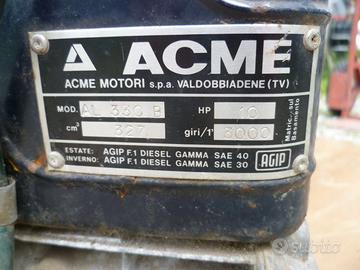 ACME
ACME MOTORI s.p.a. VALDOBBIADENE (TV)
MOD. AL 330 B HP 10
cm³ 327 giri/1' 3000
Matric. sul Basamento
ESTATE: AGIP F.1 DIESEL GAMMA SAE 40
INVERNO: AGIP F.1 DIESEL GAMMA SAE 30
AGIP
subito